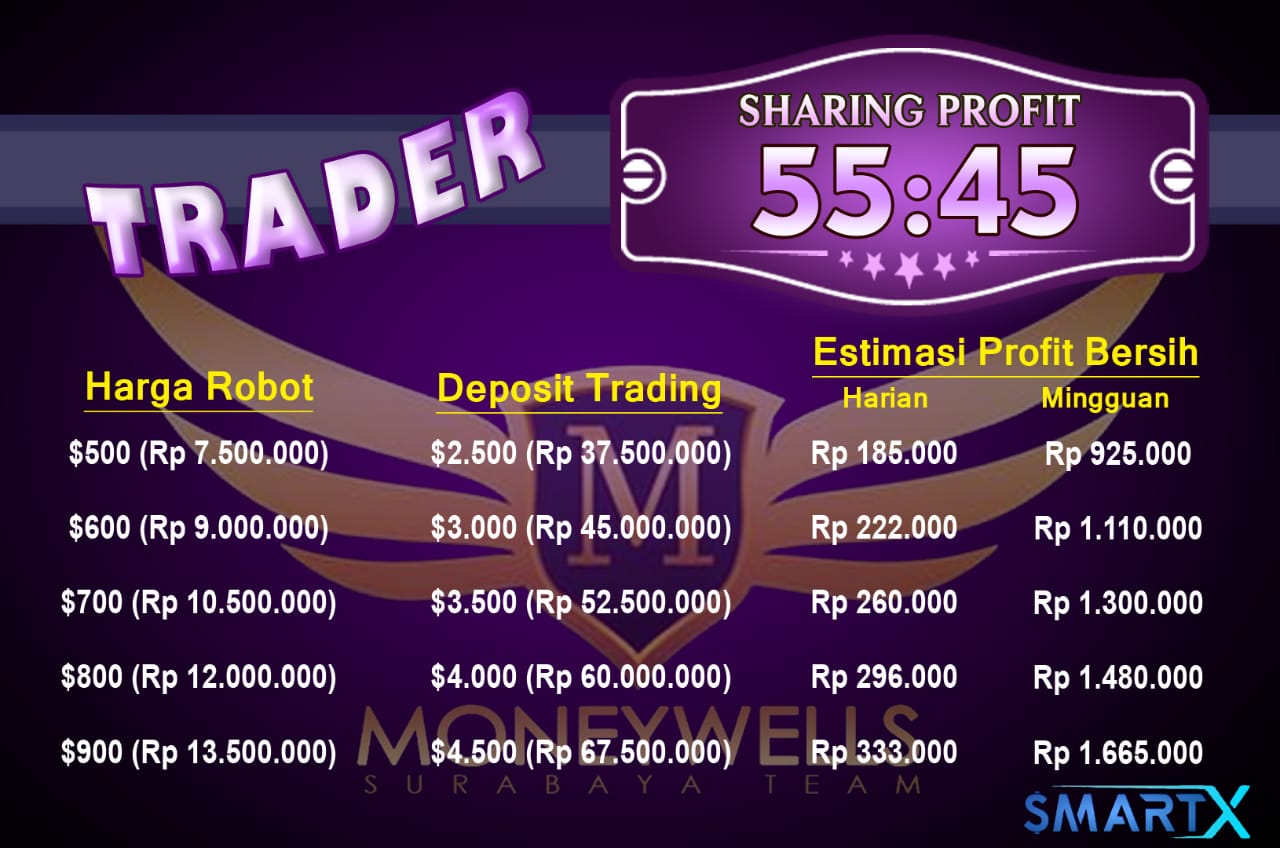 TRADER
SHARING PROFIT
55:45
Estimasi Profit Bersih
Harga Robot Deposit Trading Harian Mingguan
$500 (Rp 7.500.000) $2.500 (Rp 37.500.000) Rp 185.000 Rp 925.000
$600 (Rp 9.000.000) $3.000 (Rp 45.000.000) Rp 222.000 Rp 1.110.000
$700 (Rp 10.500.000) $3.500 (Rp 52.500.000) Rp 260.000 Rp 1.300.000
$800 (Rp 12.000.000) $4.000 (Rp 60.000.000) Rp 296.000 Rp 1.480.000
$900 (Rp 13.500.000) $4.500 (Rp 67.500.000) Rp 333.000 Rp 1.665.000
M
MONEYWELLS
SURABAYA TEAM
$MARTX